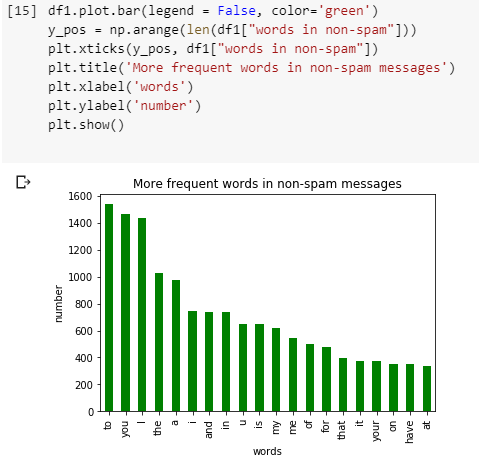 [15] df1.plot.bar(legend = False, color='green')
y_pos = np.arange(len(df1["words in non-spam"]))
plt.xticks(y_pos, df1["words in non-spam"])
plt.title('More frequent words in non-spam messages')
plt.xlabel('words')
plt.ylabel('number')
plt.show()
More frequent words in non-spam messages
1600
1400
1200
1000
800
600
400
200
0
number
to you I the a i and in u is my me of for that it your on have at
words